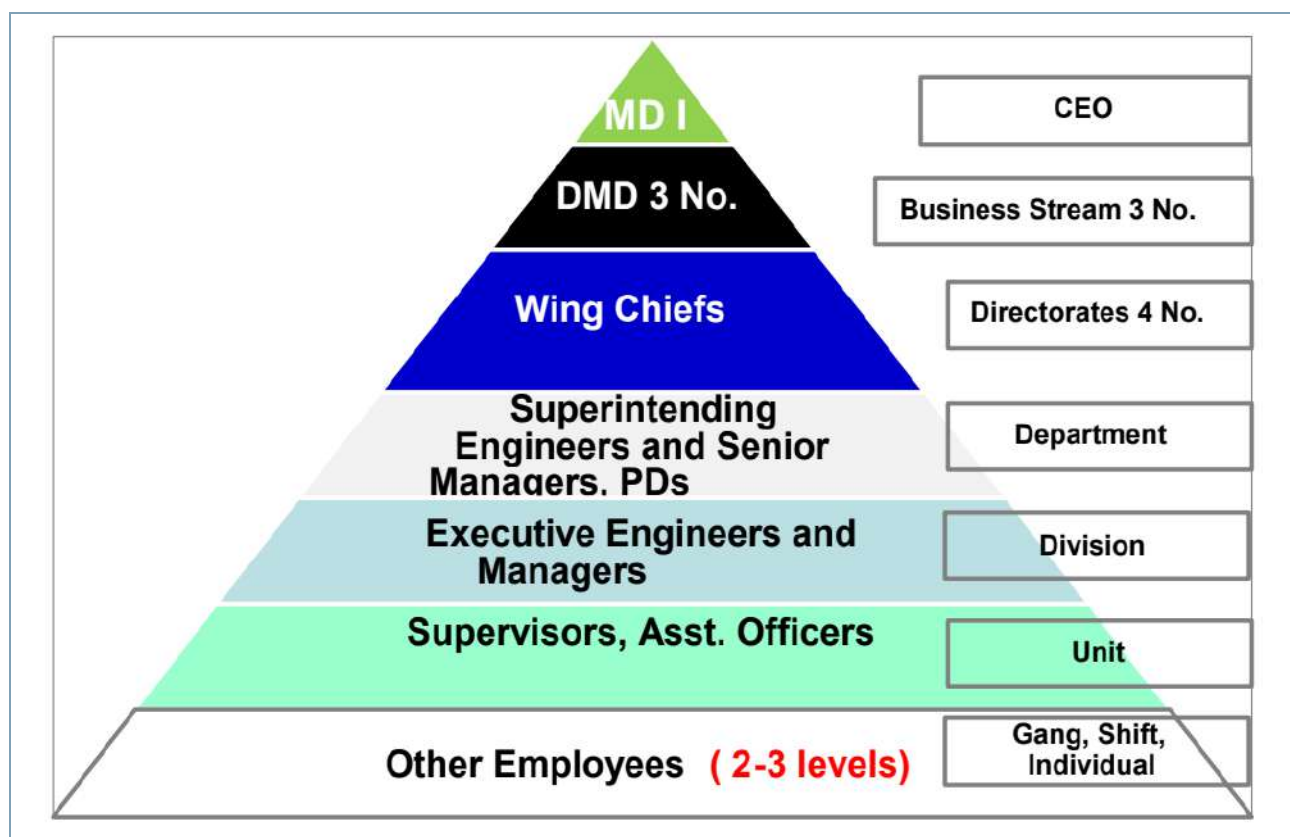 MD I
CEO
DMD 3 No.
Business Stream 3 No.
Wing Chiefs
Directorates 4 No.
Superintending
Engineers and Senior
Managers, PDs
Department
Executive Engineers and
Managers
Division
Supervisors, Asst. Officers
Unit
Other Employees ( 2-3 levels)
Gang, Shift,
Individual